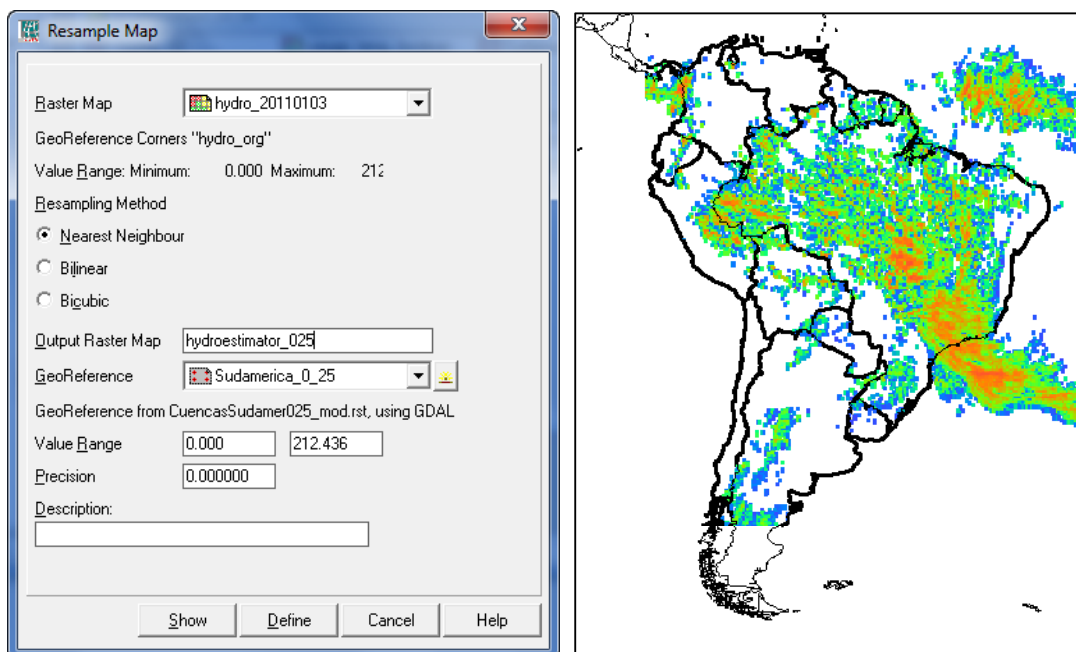 Resample Map
Raster Map hydro_20110103
GeoReference Corners "hydro_org"
Value Range: Minimum: 0.000 Maximum: 212
Resampling Method
Nearest Neighbour
Bilinear
Bicubic
Output Raster Map hydroestimator_025
GeoReference Sudamerica_0_25
GeoReference from CuencasSudamer025_mod.rst, using GDAL
Value Range 0.000 212.436
Precision 0.000000
Description:
Show Define Cancel Help